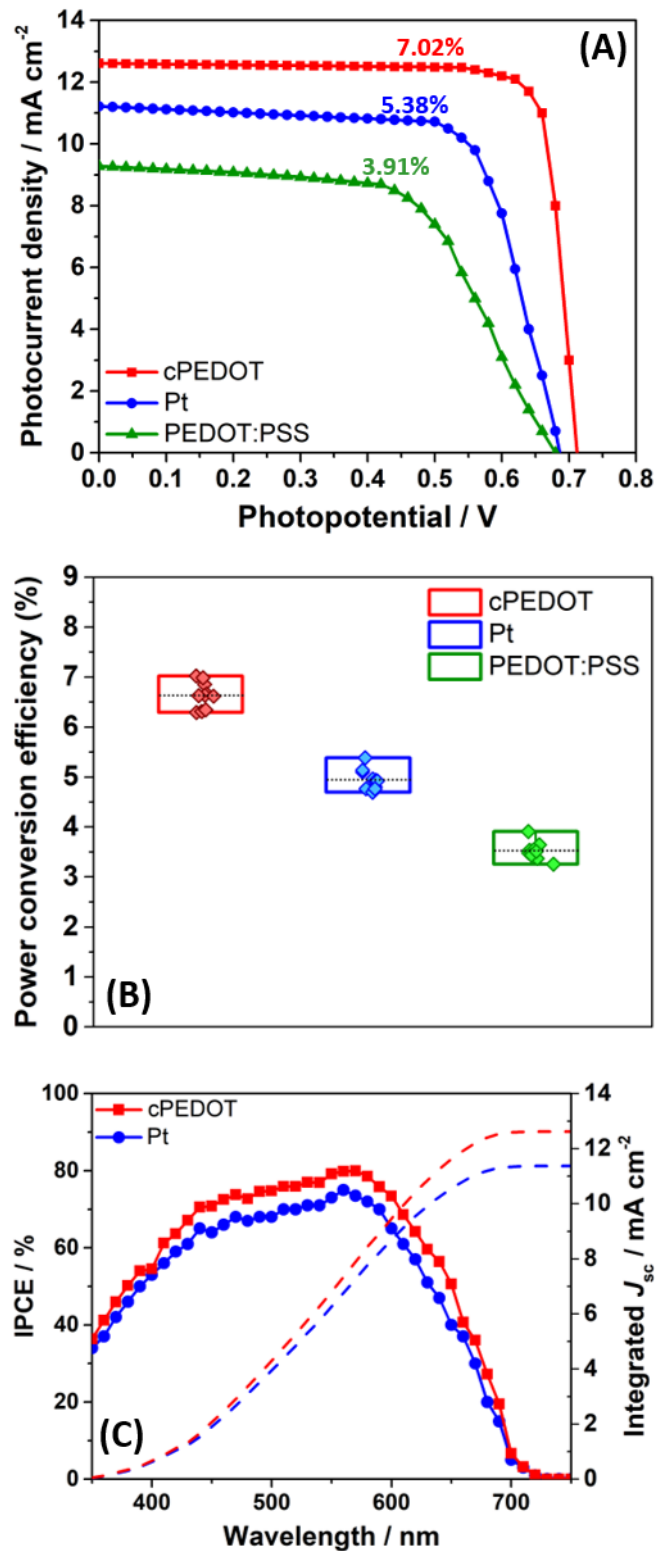 14
12
10
8
6
4
2
0
Photocurrent density / mA cm-2
7.02%
(A)
5.38%
3.91%
cPEDOT
Pt
PEDOT:PSS
0.0 0.1 0.2 0.3 0.4 0.5 0.6 0.7 0.8
Photopotential / V
9
8
7
6
5
4
3
2
1
0
Power conversion efficiency (%)
cPEDOT
Pt
PEDOT:PSS
(B)
100
80
60
40
20
0
IPCE / %
cPEDOT
Pt
14
12
10
8
6
4
2
0
Integrated Jsc / mA cm-2
(C)
400 500 600 700
Wavelength / nm